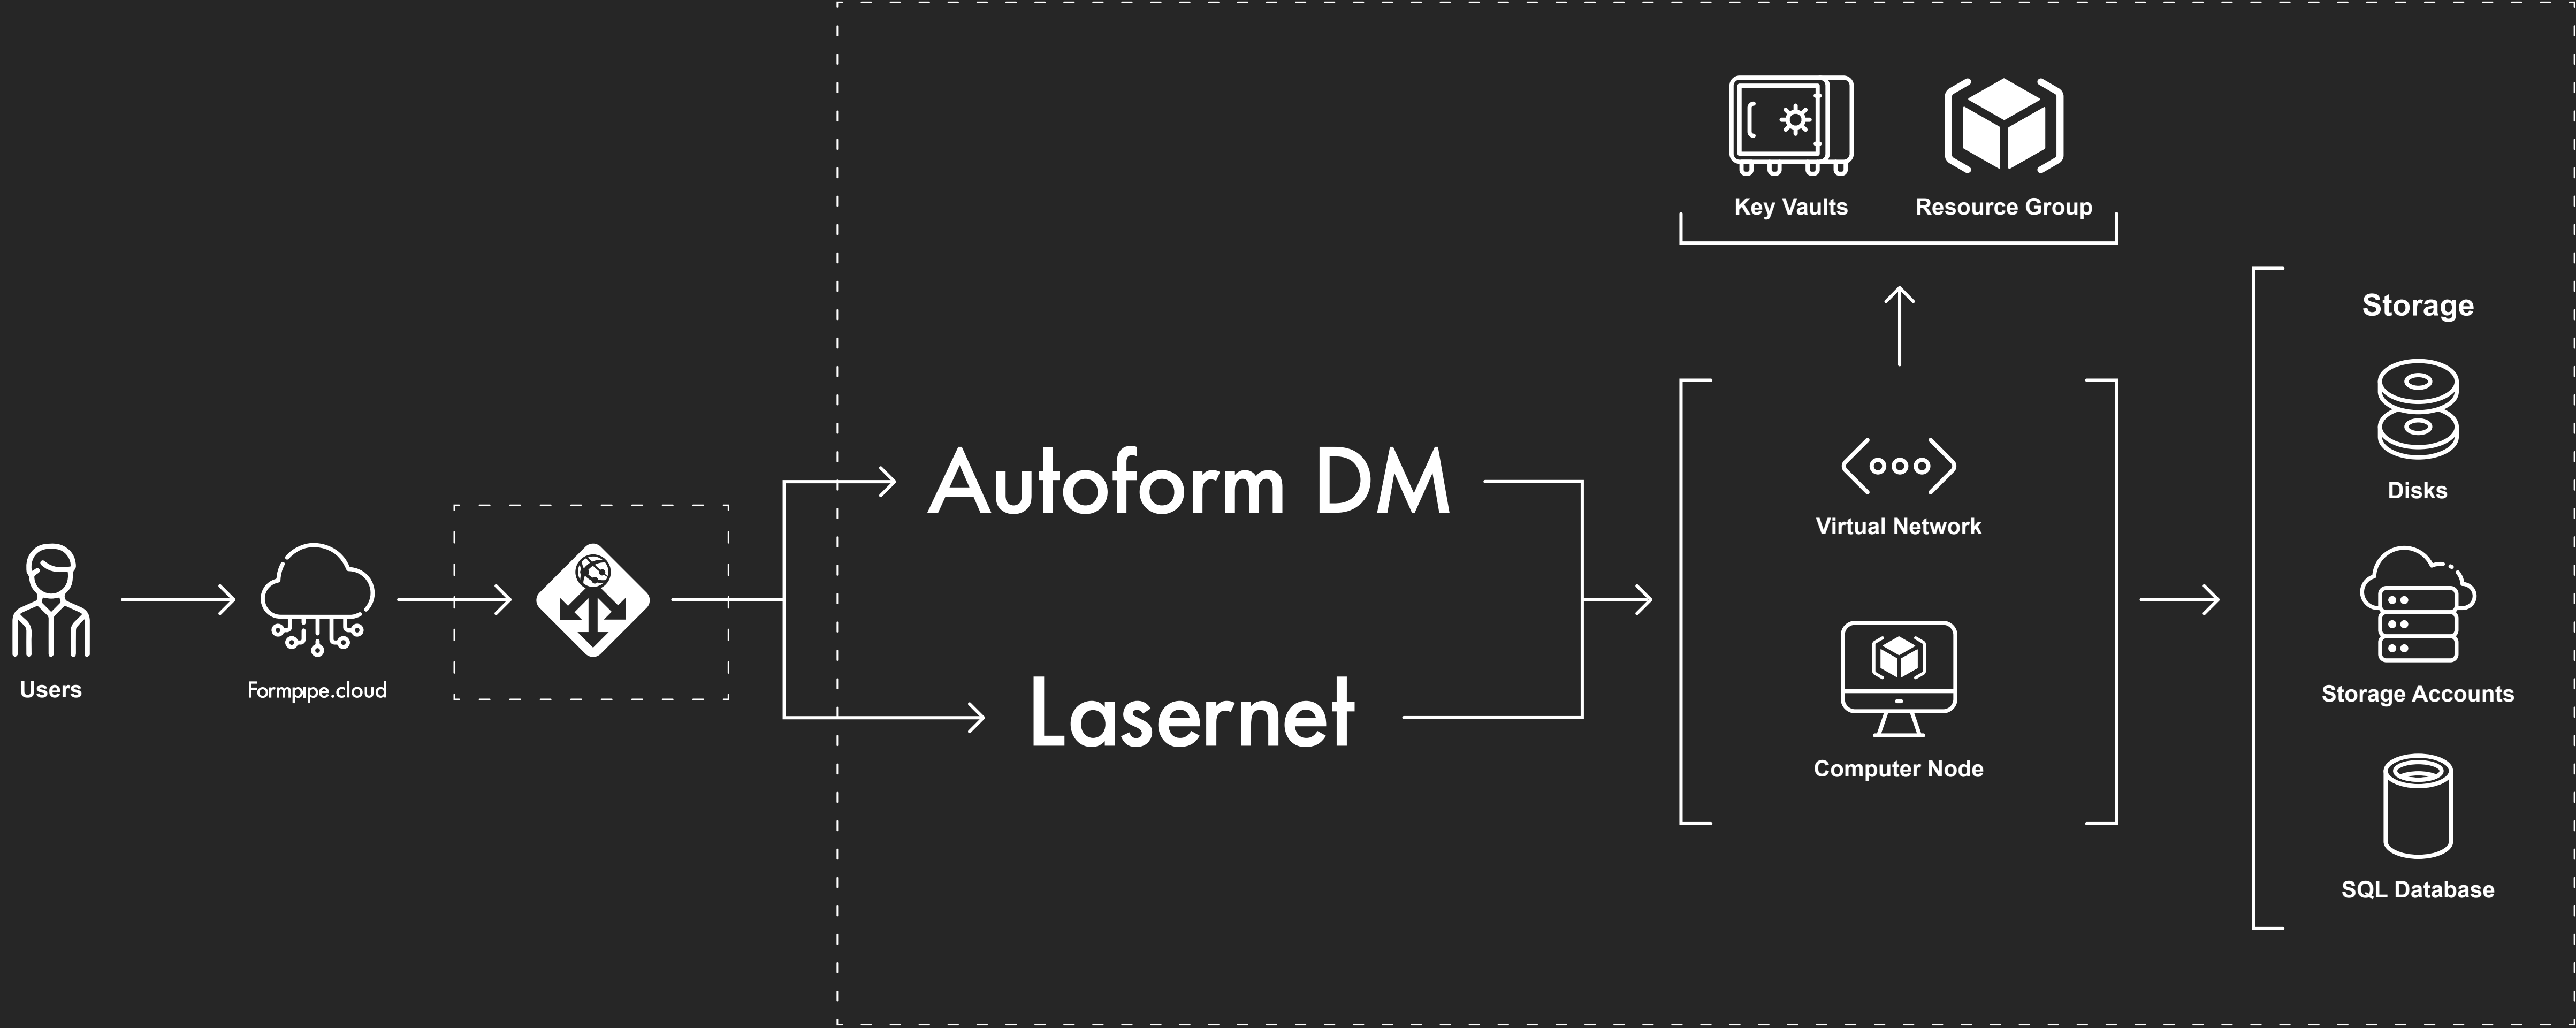 Users
Formpipe.cloud
Autoform DM
Lasernet
Key Vaults
Resource Group
Virtual Network
Computer Node
Storage
Disks
Storage Accounts
SQL Database